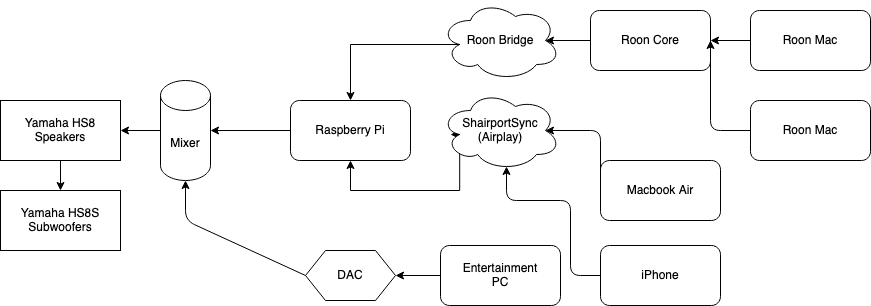 Roon Bridge
Roon Core
Roon Mac
Yamaha HS8
Speakers
Mixer
Raspberry Pi
ShairportSync
(Airplay)
Roon Mac
Macbook Air
Yamaha HS8S
Subwoofers
DAC
Entertainment
PC
iPhone